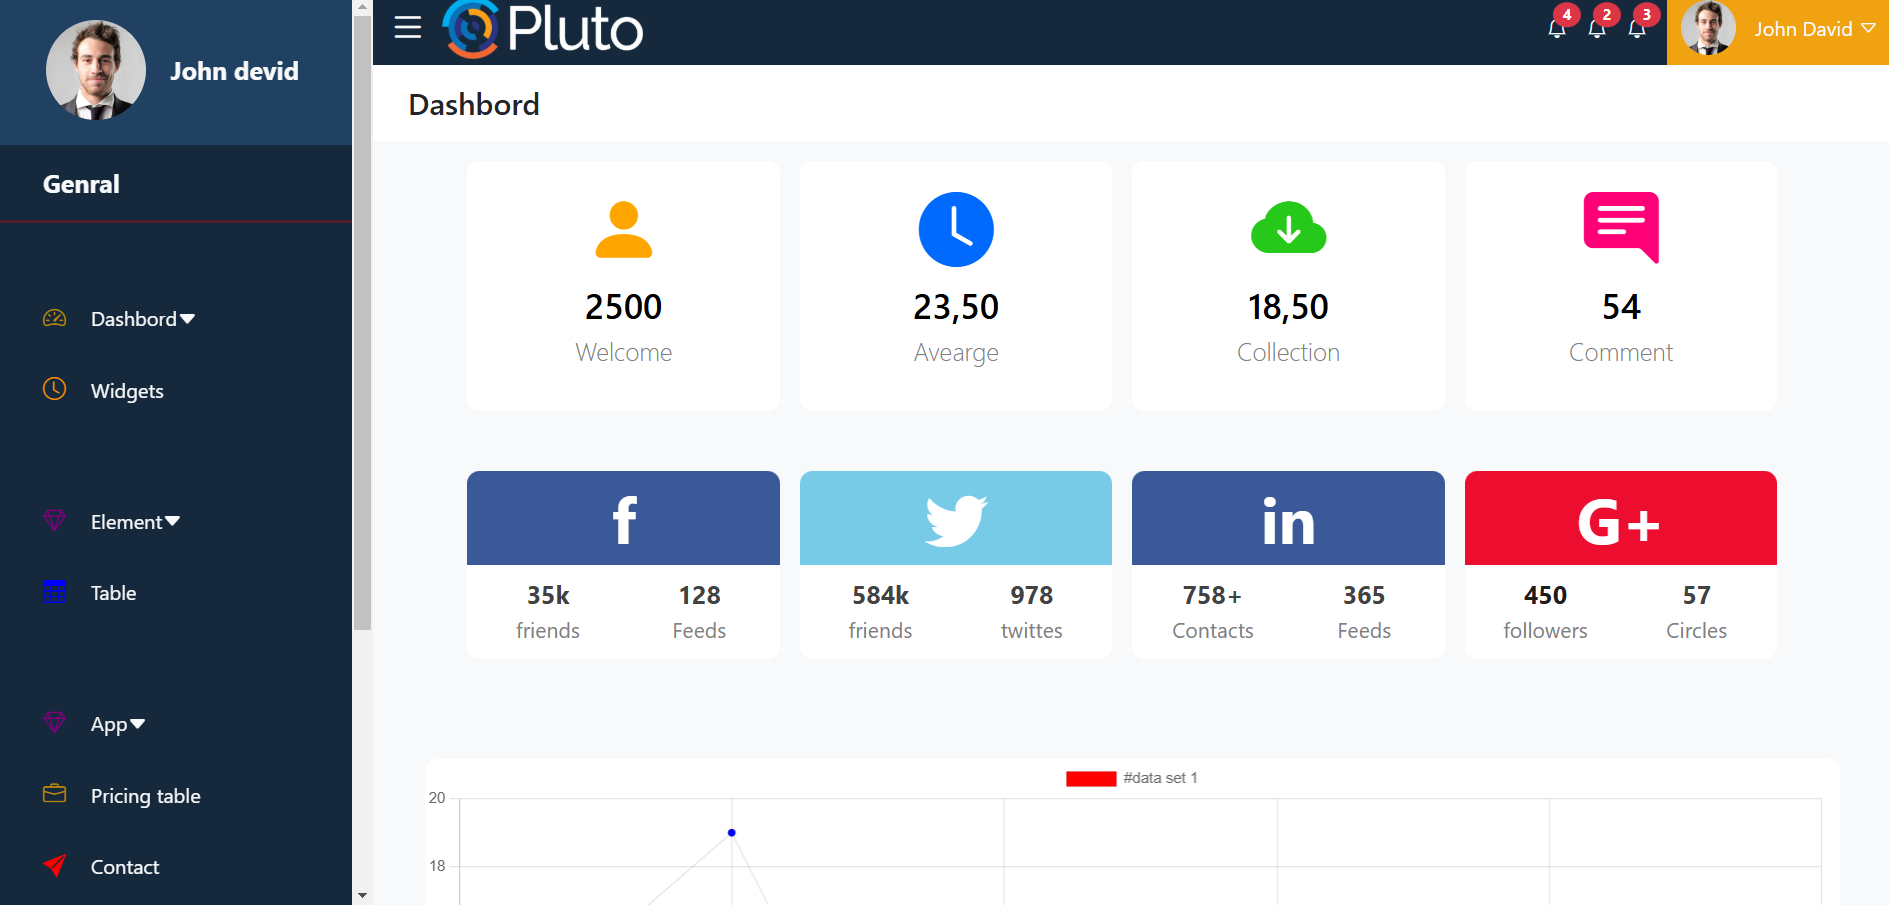 John devid
Genral
Dashbord
Widgets
Element
Table
App
Pricing table
Contact
Pluto
4 2 3
John David
Dashbord
2500
Welcome
23,50
Avearge
18,50
Collection
54
Comment
f
35k 128
friends Feeds
584k 978
friends twittes
in
758+ 365
Contacts Feeds
G+
450 57
followers Circles
#data set 1
20
18